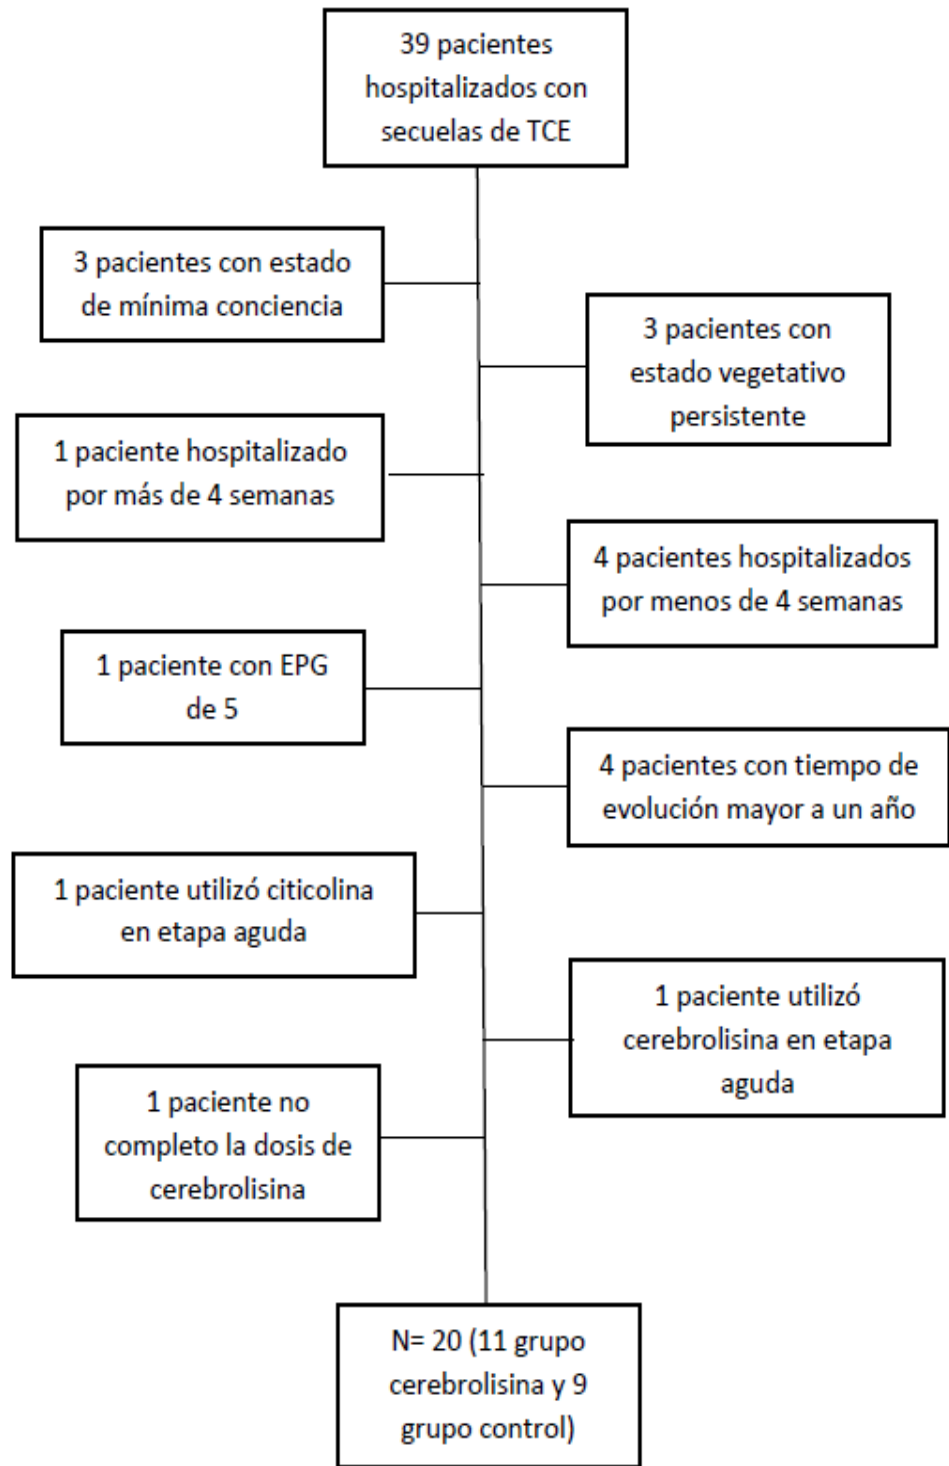 39 pacientes
hospitalizados con
secuelas de TCE
3 pacientes con estado
de mínima conciencia
3 pacientes con
estado vegetativo
persistente
1 paciente hospitalizado
por más de 4 semanas
4 pacientes hospitalizados
por menos de 4 semanas
1 paciente con EPG
de 5
4 pacientes con tiempo de
evolución mayor a un año
1 paciente utilizó citicolina
en etapa aguda
1 paciente utilizó
cerebrolisina en etapa
aguda
1 paciente no
completo la dosis de
cerebrolisina
N= 20 (11 grupo
cerebrolisina y 9
grupo control)